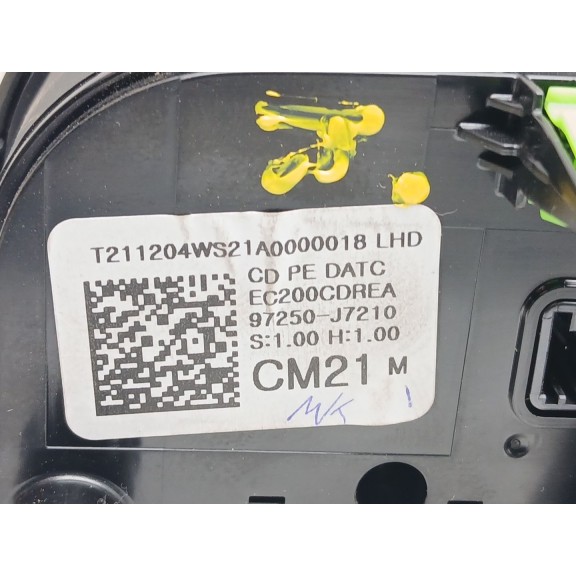 T211204WS21A0000018 LHD
CD PE DATC
EC200CDREA
97250-J7210
S:1.00 H:1.00
CM21 M